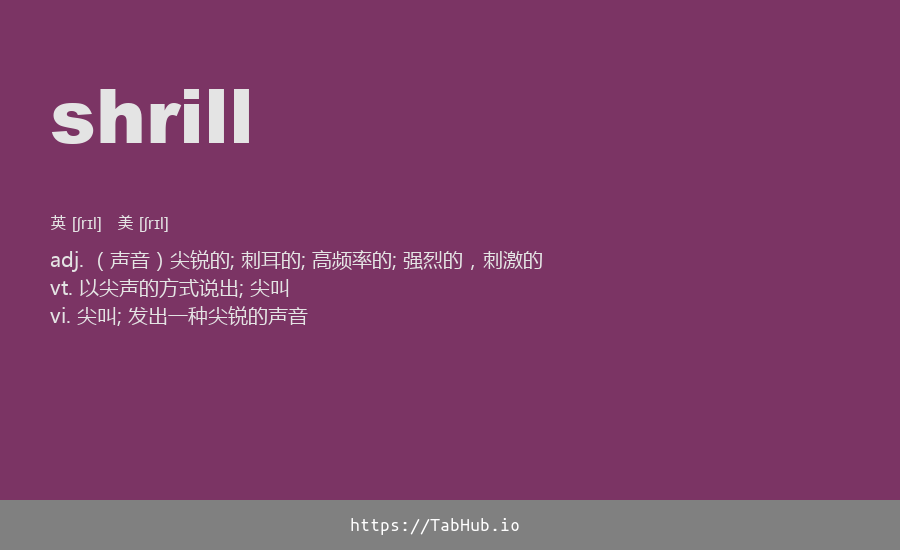 shrill
英 [ʃrɪl] 美 [ʃrɪl]
adj. （声音）尖锐的; 刺耳的; 高频率的; 强烈的，刺激的
vt. 以尖声的方式说出; 尖叫
vi. 尖叫; 发出一种尖锐的声音
https://TabHub.io